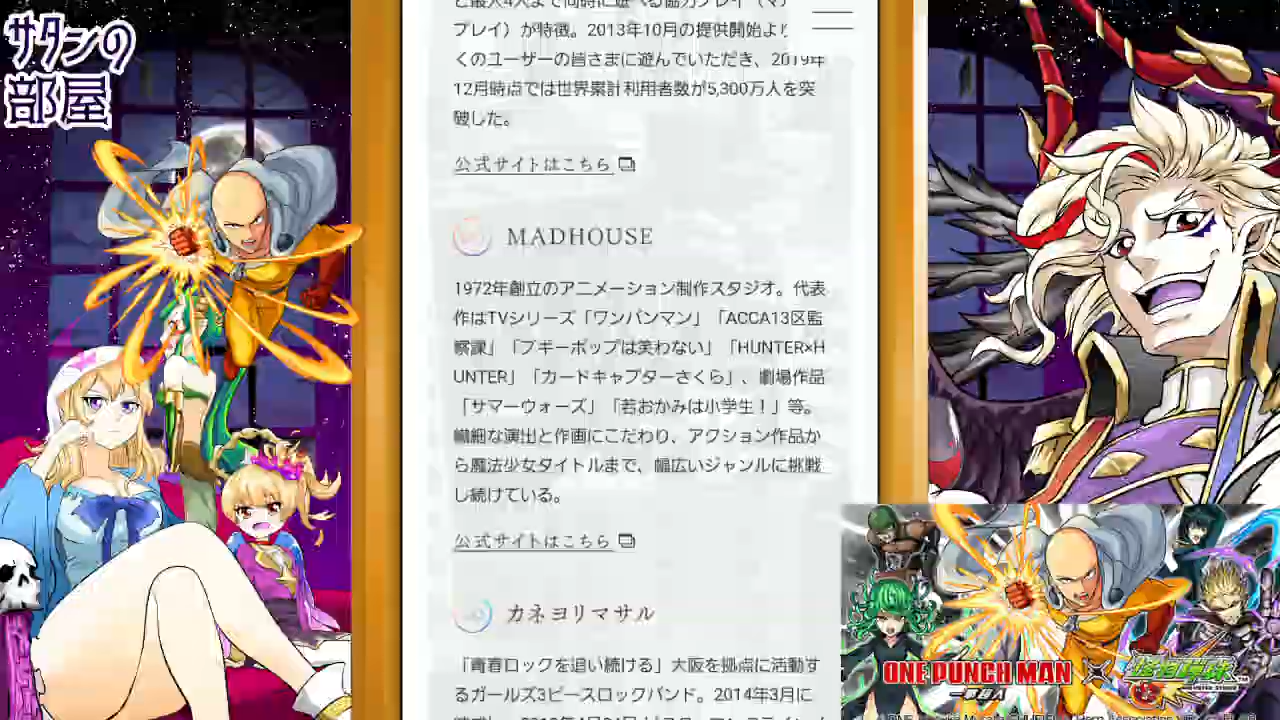 サタンの
部屋
プレイ）が特徴。2013年10月の提供開始より
くのユーザーの皆さまに遊んでいただき、2019年
12月時点では世界累計利用者数が5,300万人を突
破した。
公式サイトはこちら
MADHOUSE
1972年創立のアニメーション制作スタジオ。代表
作はTVシリーズ「ワンパンマン」「ACCA13区監
察課」「ブギーポップは笑わない」「HUNTER×H
UNTER」「カードキャプターさくら」、劇場作品
「サマーウォーズ」「若おかみは小学生！」等。
繊細な演出と作画にこだわり、アクション作品か
ら魔法少女タイトルまで、幅広いジャンルに挑戦
し続けている。
公式サイトはこちら
カネヨリマサル
「青春ロックを追い続ける」大阪を拠点に活動す
るガールズ3ピースロックバンド。2014年3月に
ONE PUNCH MAN
一拳超人